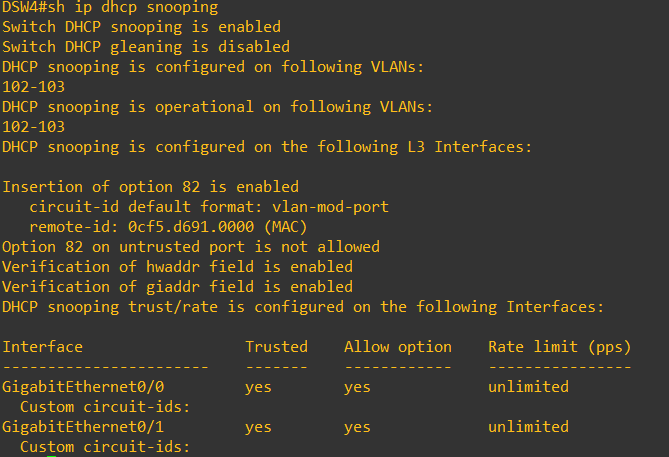 DSW4#sh ip dhcp snooping
Switch DHCP snooping is enabled
Switch DHCP gleaning is disabled
DHCP snooping is configured on following VLANs:
102-103
DHCP snooping is operational on following VLANs:
102-103
DHCP snooping is configured on the following L3 Interfaces:

Insertion of option 82 is enabled
   circuit-id default format: vlan-mod-port
   remote-id: 0cf5.d691.0000 (MAC)
Option 82 on untrusted port is not allowed
Verification of hwaddr field is enabled
Verification of giaddr field is enabled
DHCP snooping trust/rate is configured on the following Interfaces:

Interface                  Trusted    Allow option    Rate limit (pps)
-----------------------    -------    ------------    ----------------
GigabitEthernet0/0         yes        yes             unlimited
  Custom circuit-ids:
GigabitEthernet0/1         yes        yes             unlimited
  Custom circuit-ids: